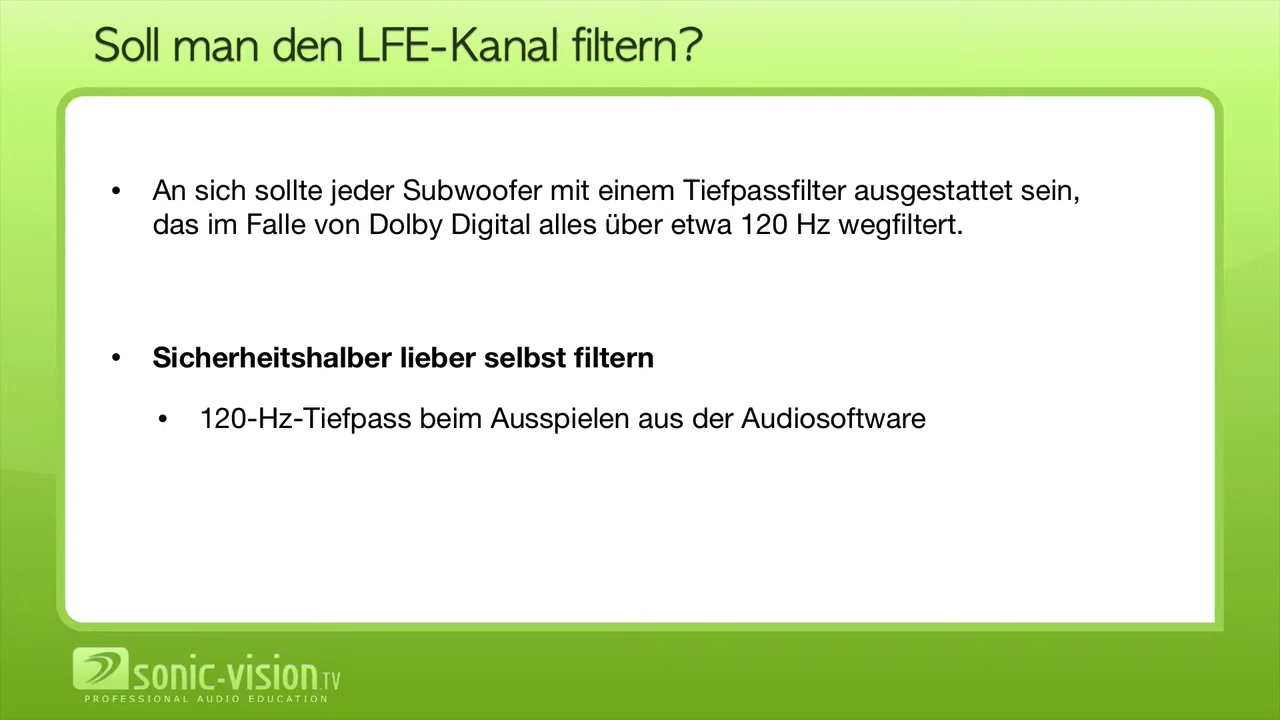 Soll man den LFE-Kanal filtern?
• An sich sollte jeder Subwoofer mit einem Tiefpassfilter ausgestattet sein,
das im Falle von Dolby Digital alles über etwa 120 Hz wegfiltert.
• Sicherheitshalber lieber selbst filtern
• 120-Hz-Tiefpass beim Ausspielen aus der Audiosoftware
sonic-vision.TV
PROFESSIONAL AUDIO EDUCATION